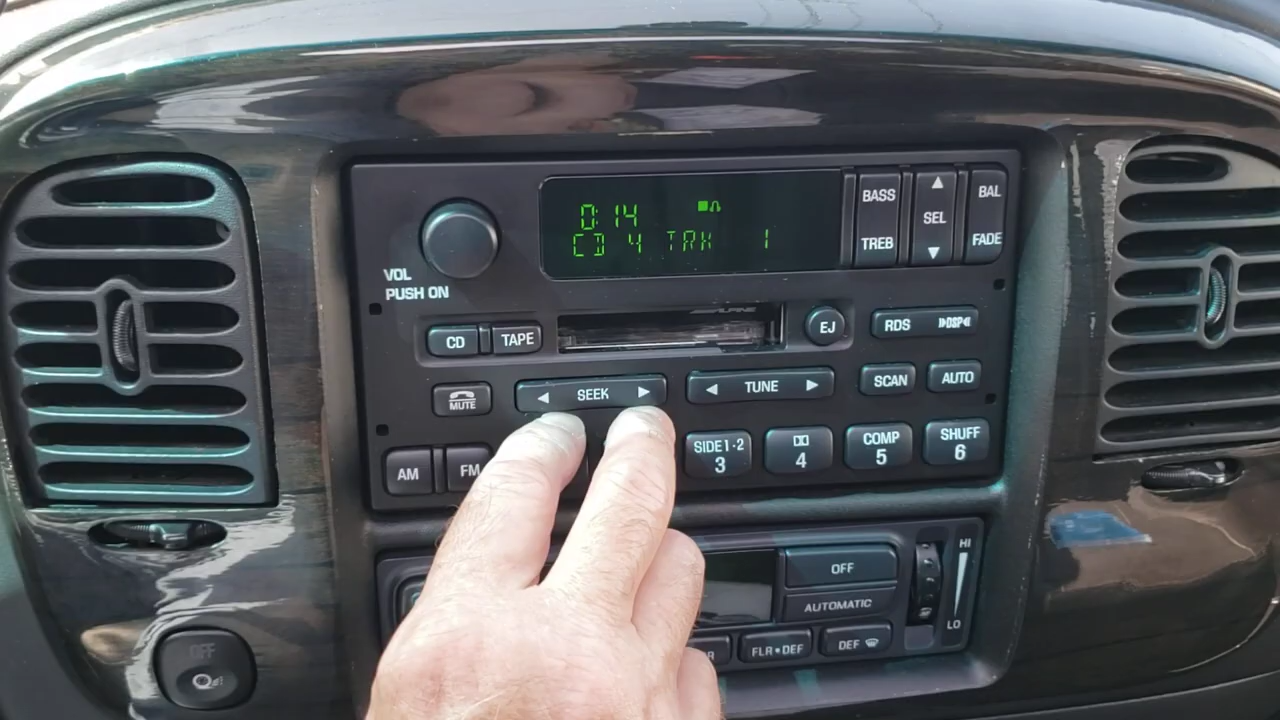 0:14
CD 4 TRK 1
BASS
TREB
▲
SEL
▼
BAL
FADE
VOL
PUSH ON
CD
TAPE
ALPINE
EJ
RDS
DSP
MUTE
◀ SEEK ▶
◀ TUNE ▶
SCAN
AUTO
AM
FM
SIDE 1·2
3
4
COMP
5
SHUFF
6
OFF
AUTOMATIC
HI
LO
R
FLR•DEF
DEF
OFF